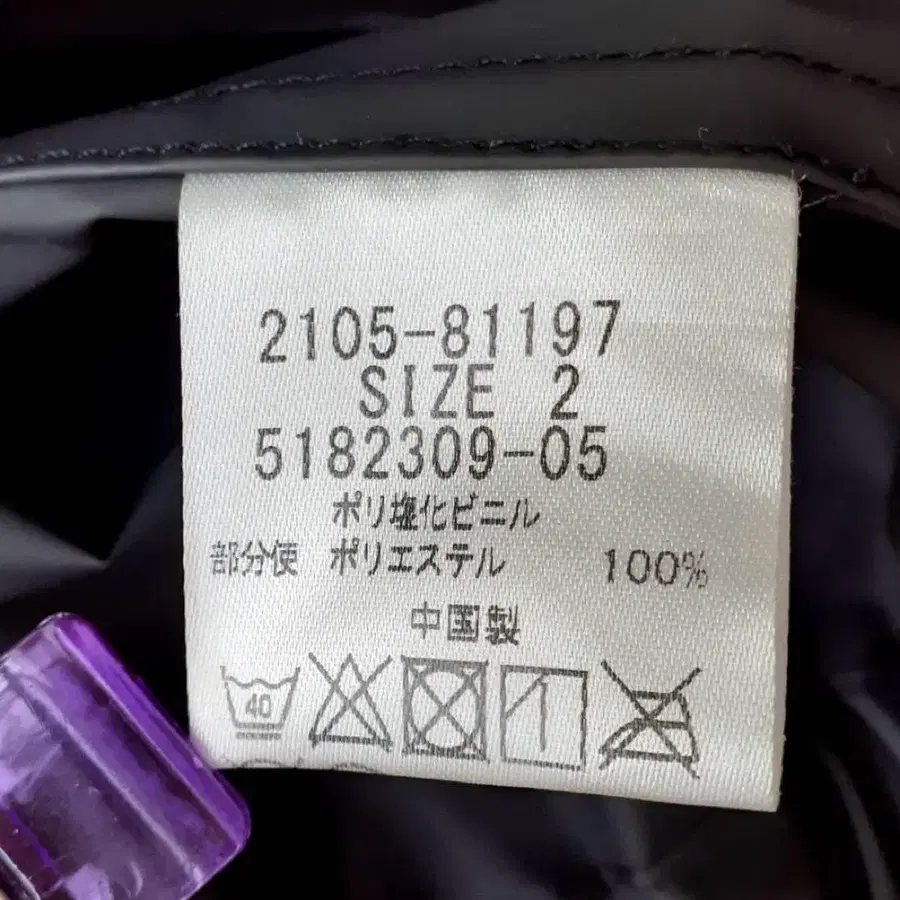 2105-81197
SIZE 2
5182309-05
ポリ塩化ビニル
部分使 ポリエステル 100%
中国製
40